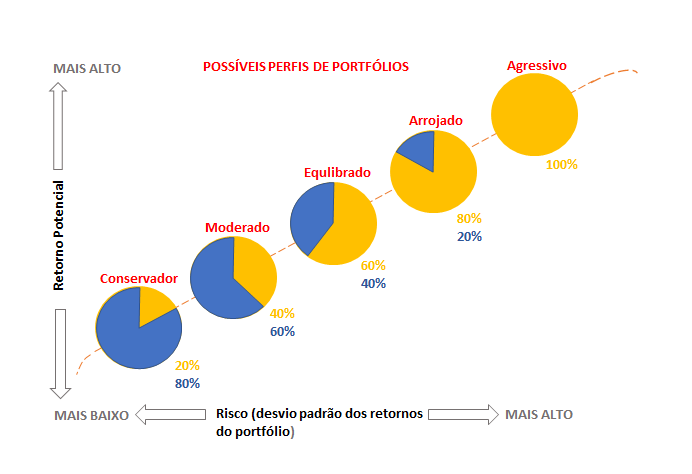 MAIS ALTO
POSSÍVEIS PERFIS DE PORTFÓLIOS
Agressivo
100%
Arrojado
80%
20%
Equlibrado
60%
40%
Moderado
40%
60%
Conservador
20%
80%
Retorno Potencial
MAIS BAIXO
Risco (desvio padrão dos retornos
do portfólio)
MAIS ALTO